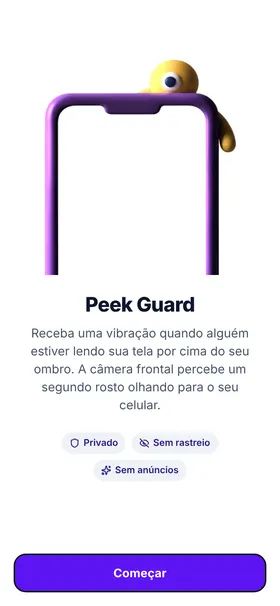 Peek Guard
Receba uma vibração quando alguém
estiver lendo sua tela por cima do seu
ombro. A câmera frontal percebe um
segundo rosto olhando para o seu
celular.
Privado
Sem rastreio
Sem anúncios
Começar